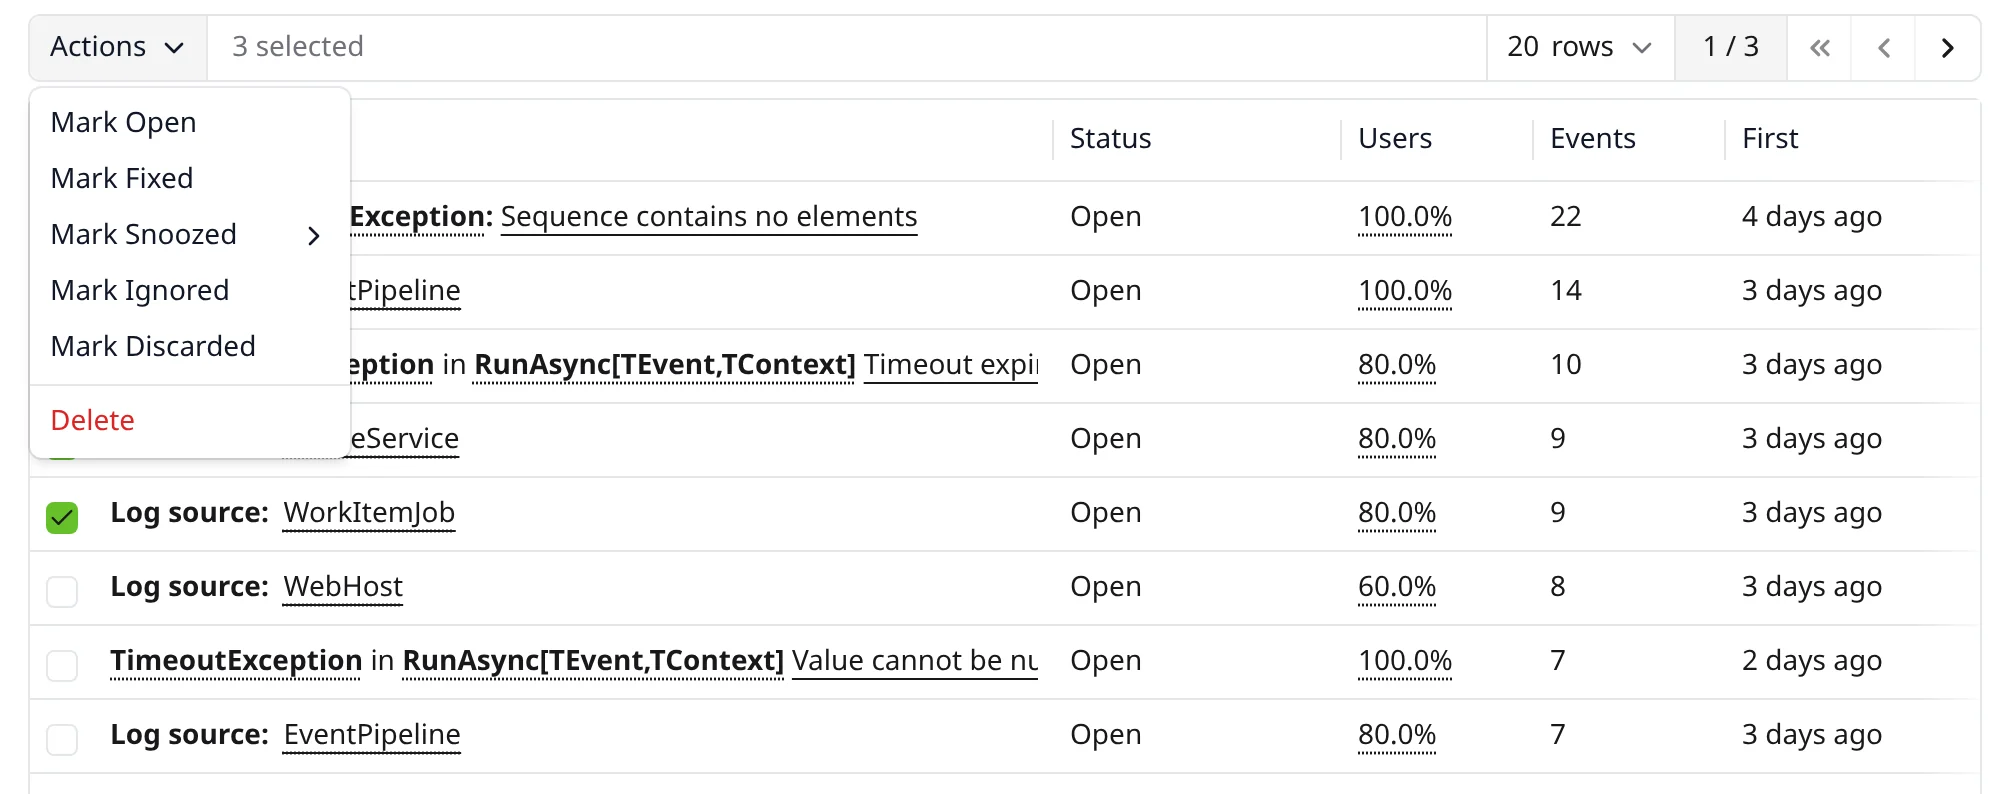 Actions 3 selected 20 rows 1 / 3
Mark Open
Mark Fixed
Mark Snoozed
Mark Ignored
Mark Discarded
Delete
Status Users Events First
Exception: Sequence contains no elements Open 100.0% 22 4 days ago
tPipeline Open 100.0% 14 3 days ago
eption in RunAsync[TEvent,TContext] Timeout expi Open 80.0% 10 3 days ago
eService Open 80.0% 9 3 days ago
Log source: WorkItemJob Open 80.0% 9 3 days ago
Log source: WebHost Open 60.0% 8 3 days ago
TimeoutException in RunAsync[TEvent,TContext] Value cannot be nu Open 100.0% 7 2 days ago
Log source: EventPipeline Open 80.0% 7 3 days ago